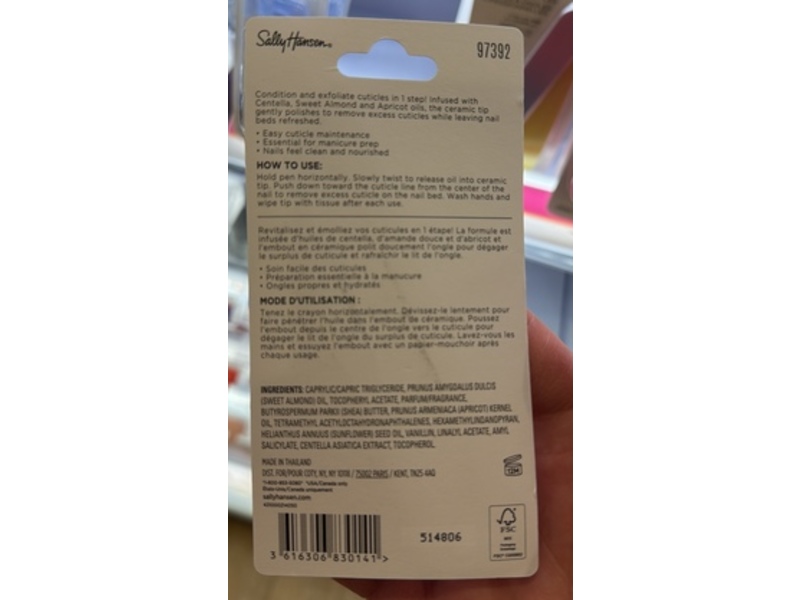 Sally Hansen®
97392
Condition and exfoliate cuticles in 1 step! Infused with
Centella, Sweet Almond and Apricot oils, the ceramic tip
gently polishes to remove excess cuticles while leaving nail
beds refreshed.
• Easy cuticle maintenance
• Essential for manicure prep
• Nails feel clean and nourished
HOW TO USE:
Hold pen horizontally. Slowly twist to release oil into ceramic
tip. Push down toward the cuticle line from the center of the
nail to remove excess cuticle on the nail bed. Wash hands and
wipe tip with tissue after each use.
Revitalisez et émolliez vos cuticules en 1 étape! La formule est
infusée d'huiles de centella, d'amande douce et d'abricot et
l'embout en céramique polit doucement l'ongle pour dégager
le surplus de cuticule et rafraîchir le lit de l'ongle.
• Soin facile des cuticules
• Préparation essentielle à la manucure
• Ongles propres et hydratés
MODE D'UTILISATION :
Tenez le crayon horizontalement. Dévissez-le lentement pour
faire pénétrer l'huile dans l'embout de céramique. Poussez
l'embout depuis le centre de l'ongle vers le cuticule pour
dégager le lit de l'ongle du surplus de cuticule. Lavez-vous les
mains et essuyez l'embout avec un papier-mouchoir après
chaque usage.
INGREDIENTS: CAPRYLIC/CAPRIC TRIGLYCERIDE, PRUNUS AMYGDALUS DULCIS
(SWEET ALMOND) OIL, TOCOPHERYL ACETATE, PARFUM/FRAGRANCE,
BUTYROSPERMUM PARKII (SHEA) BUTTER, PRUNUS ARMENIACA (APRICOT) KERNEL
OIL, TETRAMETHYL ACETYLOCTAHYDRONAPHTHALENES, HEXAMETHYLINDANOPYRAN,
HELIANTHUS ANNUUS (SUNFLOWER) SEED OIL, VANILLIN, LINALYL ACETATE, AMYL
SALICYLATE, CENTELLA ASIATICA EXTRACT, TOCOPHEROL.
MADE IN THAILAND
DIST. FOR/POUR COTY, NY, NY 10118 / 75002 PARIS / KENT, TN25 4AQ
*USA/Canada only
États-Unis/Canada uniquement
sallyhansen.com
12M
514806
FSC
3 616306 830141 >